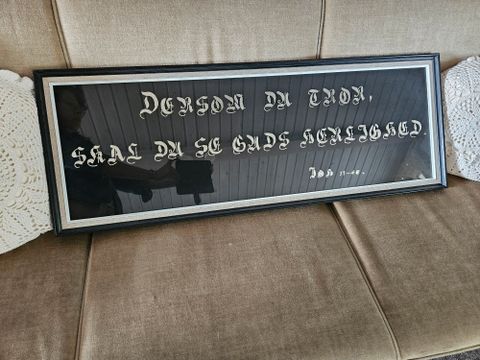 DERSOM DU TROR,
SKAL DU SE GUDS HERLIGHED.
JOH 11-40.